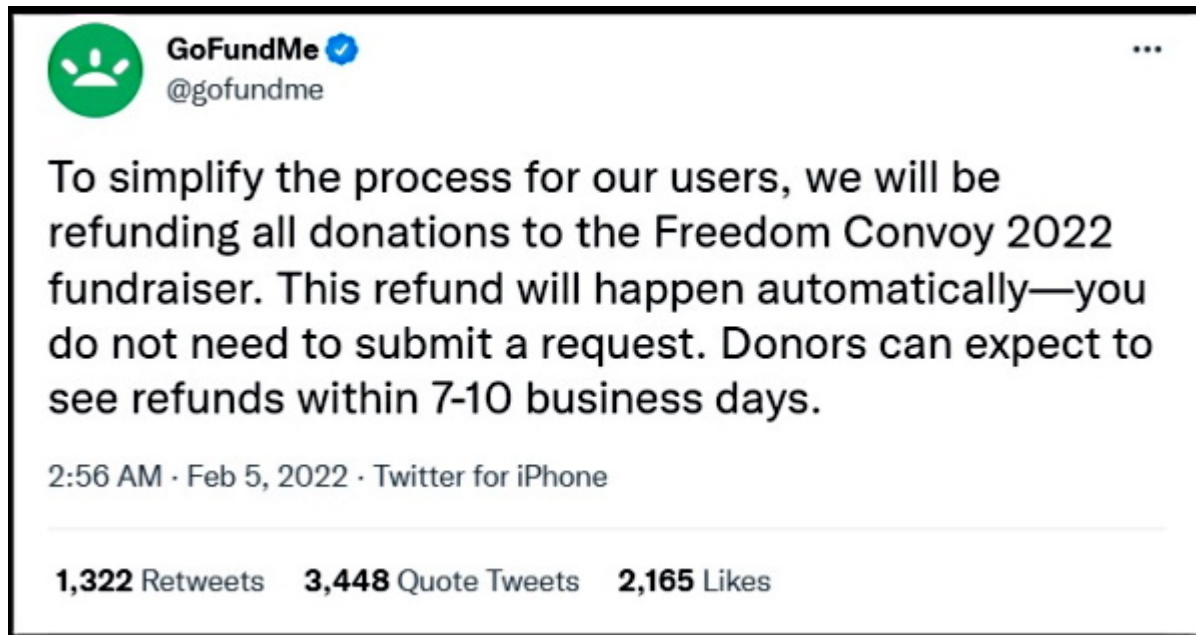 GoFundMe
@gofundme
To simplify the process for our users, we will be
refunding all donations to the Freedom Convoy 2022
fundraiser. This refund will happen automatically—you
do not need to submit a request. Donors can expect to
see refunds within 7-10 business days.
2:56 AM · Feb 5, 2022 · Twitter for iPhone
1,322 Retweets 3,448 Quote Tweets 2,165 Likes